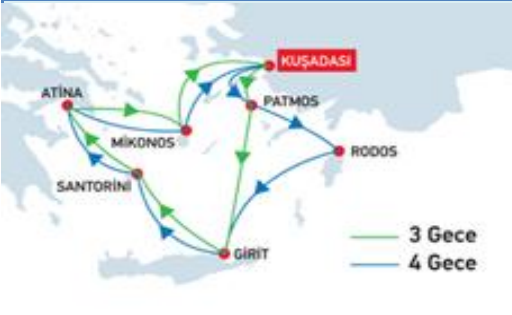 KUŞADASI
ATİNA
PATMOS
MİKONOS
RODOS
SANTORİNİ
GİRİT
3 Gece
4 Gece